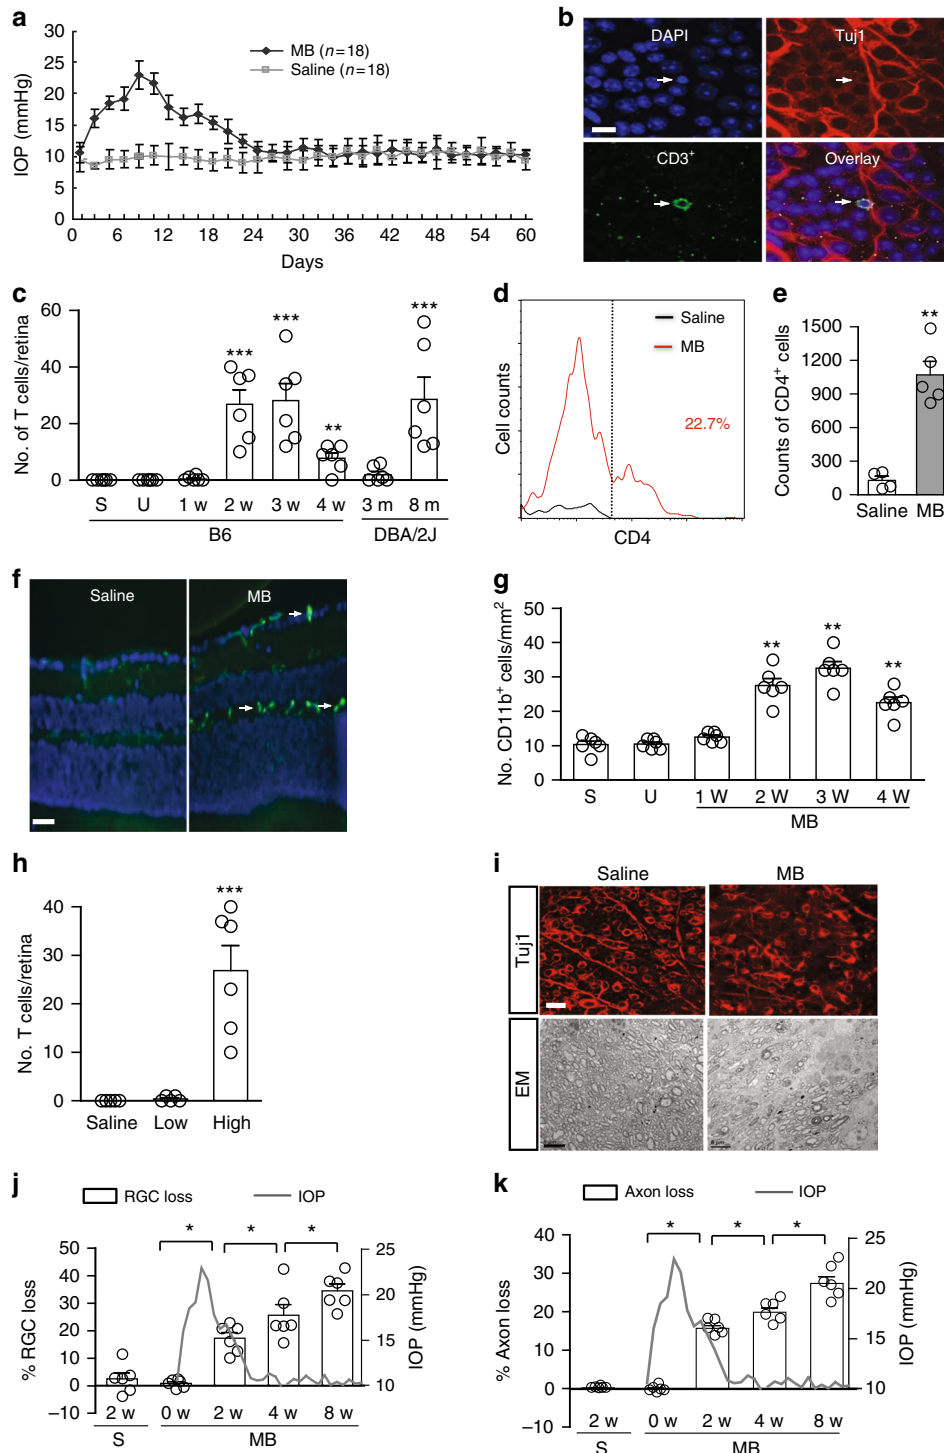 a
30
25
20
15
10
5
0
IOP (mmHg)
MB (n=18)
Saline (n=18)
0 6 12 18 24 30 36 42 48 54 60
Days
b
DAPI
Tuj1
CD3+
Overlay
c
60
40
20
0
No. of T cells/retina
*** *** ** ***
S U 1 w 2 w 3 w 4 w 3 m 8 m
B6 DBA/2J
d
Cell counts
Saline
MB
22.7%
CD4
e
1500
1200
900
600
300
0
Counts of CD4+ cells
**
Saline MB
f
Saline
MB
g
50
40
30
20
10
0
No. CD11b+ cells/mm2
** ** **
S U 1 W 2 W 3 W 4 W
MB
h
40
30
20
10
0
No. T cells/retina
***
Saline Low High
i
Saline
MB
Tuj1
EM
j
RGC loss
IOP
* * *
50
40
30
20
10
0
−10
% RGC loss
25
20
15
10
IOP (mmHg)
2 w 0 w 2 w 4 w 8 w
S MB
k
Axon loss
IOP
* * *
40
30
20
10
0
−10
% Axon loss
25
20
15
10
IOP (mmHg)
2 w 0 w 2 w 4 w 8 w
S MB